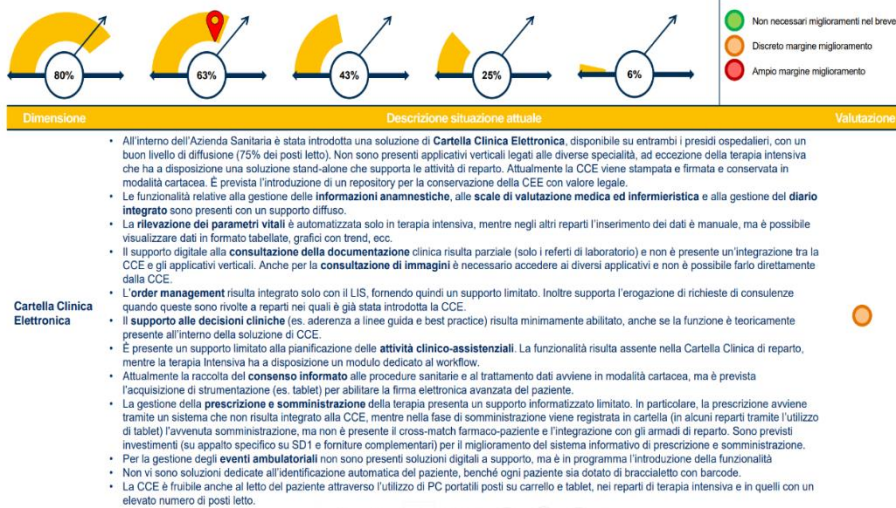 80%
63%
43%
25%
6%
Non necessari miglioramenti nel breve
Discreto margine miglioramento
Ampio margine miglioramento
Dimensione
Descrizione situazione attuale
Valutazione
Cartella Clinica
Elettronica
• All'interno dell'Azienda Sanitaria è stata introdotta una soluzione di Cartella Clinica Elettronica, disponibile su entrambi i presidi ospedalieri, con un
buon livello di diffusione (75% dei posti letto). Non sono presenti applicativi verticali legati alle diverse specialità, ad eccezione della terapia intensiva
che ha a disposizione una soluzione stand-alone che supporta le attività di reparto. Attualmente la CCE viene stampata e firmata e conservata in
modalità cartacea. È prevista l'introduzione di un repository per la conservazione della CEE con valore legale.
• Le funzionalità relative alla gestione delle informazioni anamnestiche, alle scale di valutazione medica ed infermieristica e alla gestione del diario
integrato sono presenti con un supporto diffuso.
• La rilevazione dei parametri vitali è automatizzata solo in terapia intensiva, mentre negli altri reparti l'inserimento dei dati è manuale, ma è possibile
visualizzare dati in formato tabellate, grafici con trend, ecc.
• Il supporto digitale alla consultazione della documentazione clinica risulta parziale (solo i referti di laboratorio) e non è presente un'integrazione tra la
CCE e gli applicativi verticali. Anche per la consultazione di immagini è necessario accedere ai diversi applicativi e non è possibile farlo direttamente
dalla CCE.
• L'order management risulta integrato solo con il LIS, fornendo quindi un supporto limitato. Inoltre supporta l'erogazione di richieste di consulenze
quando queste sono rivolte a reparti nei quali è già stata introdotta la CCE.
• Il supporto alle decisioni cliniche (es. aderenza a linee guida e best practice) risulta minimamente abilitato, anche se la funzione è teoricamente
presente all'interno della soluzione di CCE.
• È presente un supporto limitato alla pianificazione delle attività clinico-assistenziali. La funzionalità risulta assente nella Cartella Clinica di reparto,
mentre la terapia Intensiva ha a disposizione un modulo dedicato al workflow.
• Attualmente la raccolta del consenso informato alle procedure sanitarie e al trattamento dati avviene in modalità cartacea, ma è prevista
l'acquisizione di strumentazione (es. tablet) per abilitare la firma elettronica avanzata del paziente.
• La gestione della prescrizione e somministrazione della terapia presenta un supporto informatizzato limitato. In particolare, la prescrizione avviene
tramite un sistema che non risulta integrato alla CCE, mentre nella fase di somministrazione viene registrata in cartella (in alcuni reparti tramite l'utilizzo
di tablet) l'avvenuta somministrazione, ma non è presente il cross-match farmaco-paziente e l'integrazione con gli armadi di reparto. Sono previsti
investimenti (su appalto specifico su SD1 e forniture complementari) per il miglioramento del sistema informativo di prescrizione e somministrazione.
• Per la gestione degli eventi ambulatoriali non sono presenti soluzioni digitali a supporto, ma è in programma l'introduzione della funzionalità
• Non vi sono soluzioni dedicate all'identificazione automatica del paziente, benché ogni paziente sia dotato di braccialetto con barcode.
• La CCE è fruibile anche al letto del paziente attraverso l'utilizzo di PC portatili posti su carrello e tablet, nei reparti di terapia intensiva e in quelli con un
elevato numero di posti letto.